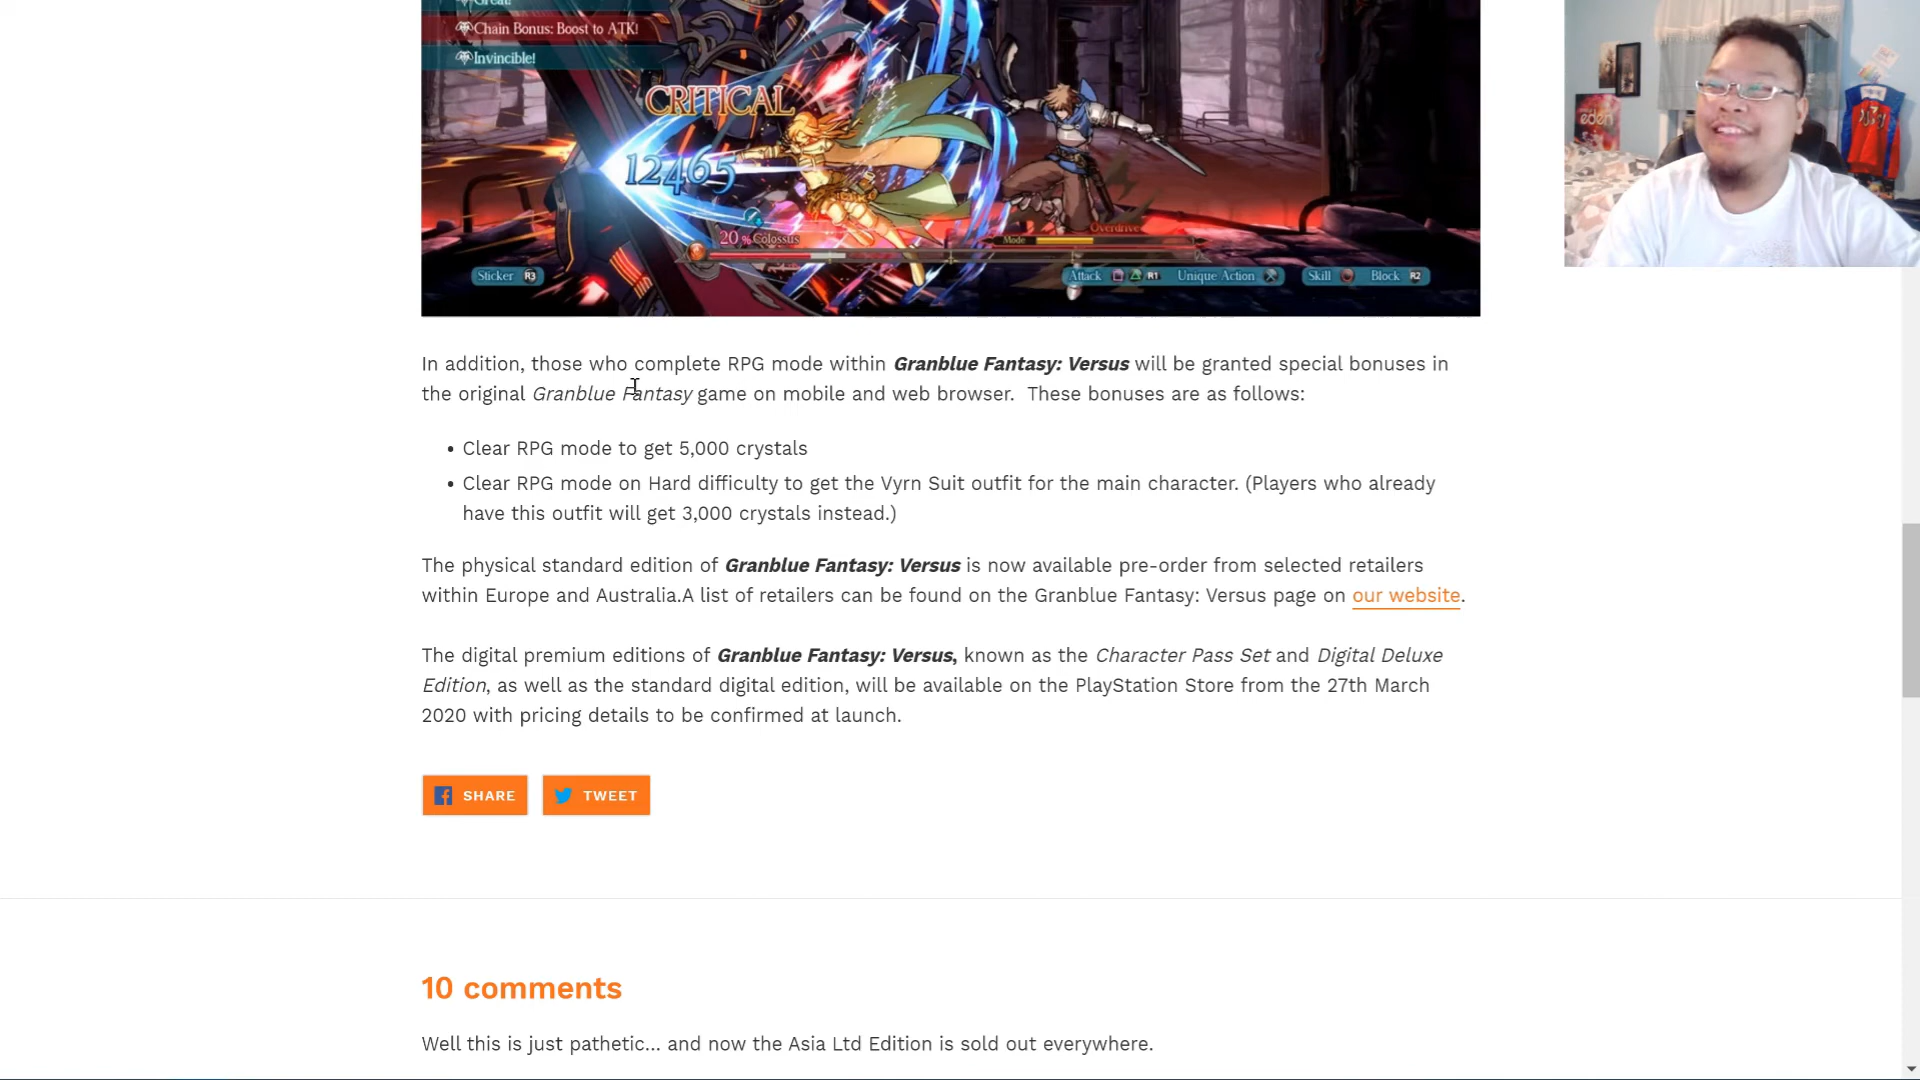 Great!
Chain Bonus: Boost to ATK!
Invincible!
CRITICAL
12465
20 % Colossus
Mode
Overdrive
Sticker R3
Attack R1 Unique Action Skill Block R2
eden
In addition, those who complete RPG mode within Granblue Fantasy: Versus will be granted special bonuses in
the original Granblue Fantasy game on mobile and web browser.  These bonuses are as follows:
• Clear RPG mode to get 5,000 crystals
• Clear RPG mode on Hard difficulty to get the Vyrn Suit outfit for the main character. (Players who already
have this outfit will get 3,000 crystals instead.)
The physical standard edition of Granblue Fantasy: Versus is now available pre-order from selected retailers
within Europe and Australia.A list of retailers can be found on the Granblue Fantasy: Versus page on our website.
The digital premium editions of Granblue Fantasy: Versus, known as the Character Pass Set and Digital Deluxe
Edition, as well as the standard digital edition, will be available on the PlayStation Store from the 27th March
2020 with pricing details to be confirmed at launch.
SHARE
TWEET
10 comments
Well this is just pathetic... and now the Asia Ltd Edition is sold out everywhere.